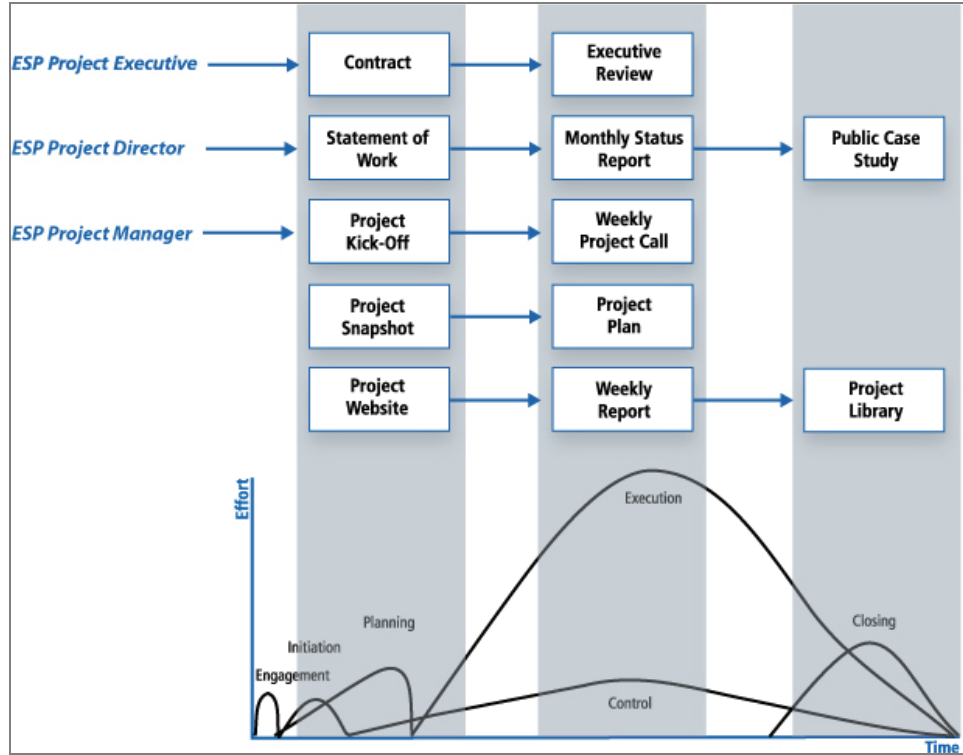 ESP Project Executive
Contract
Executive
Review
ESP Project Director
Statement of
Work
Monthly Status
Report
Public Case
Study
ESP Project Manager
Project
Kick-Off
Weekly
Project Call
Project
Snapshot
Project
Plan
Project
Website
Weekly
Report
Project
Library
Effort
Execution
Planning
Closing
Initiation
Engagement
Control
Time